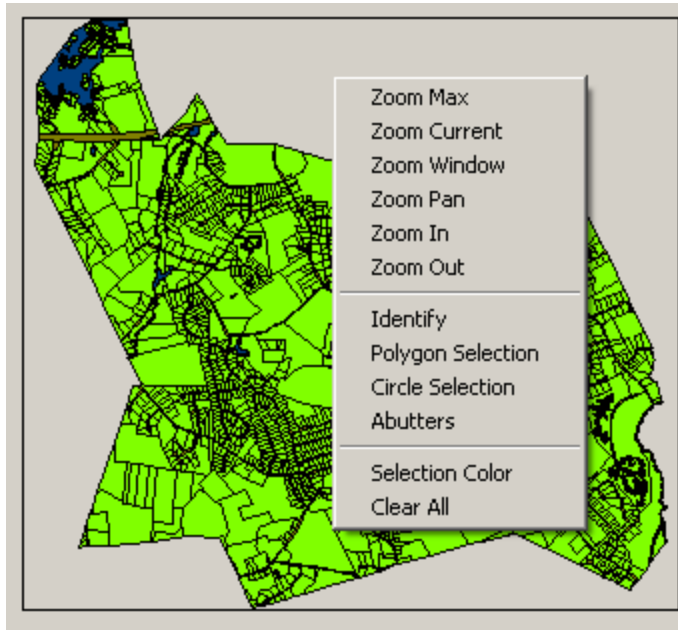 Zoom Max
Zoom Current
Zoom Window
Zoom Pan
Zoom In
Zoom Out
Identify
Polygon Selection
Circle Selection
Abutters
Selection Color
Clear All